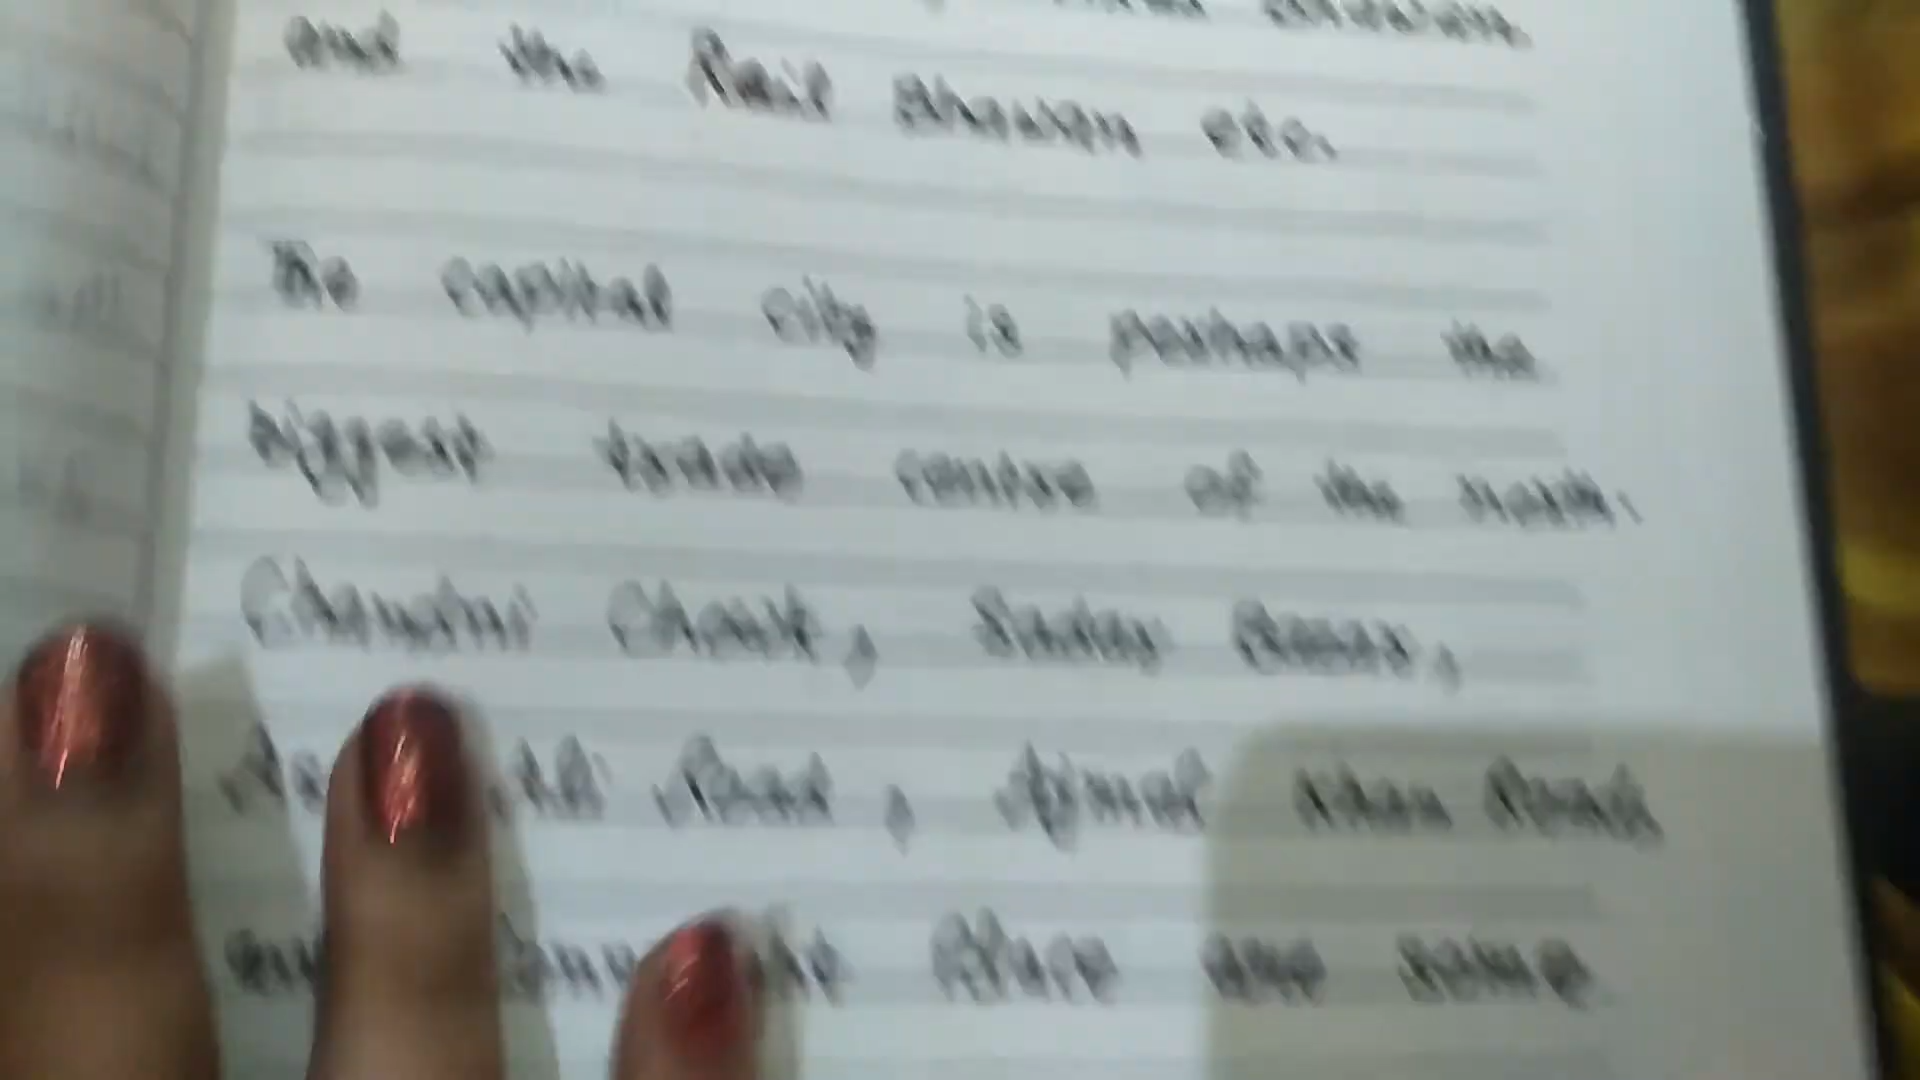 Bhawan
and the Rail Bhawan etc.
The capital city is perhaps the
biggest trade centre of the north.
Chandni Chowk, Sadar Bazar,
Road, Ajmal Khan Road
Place are some